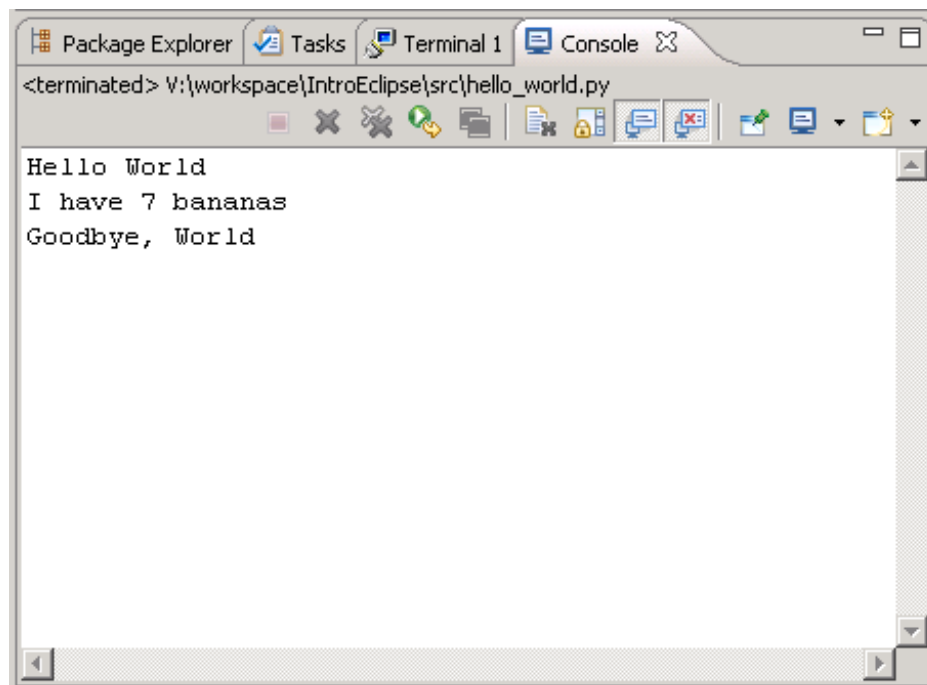 Package Explorer Tasks Terminal 1 Console
<terminated> V:\workspace\IntroEclipse\src\hello_world.py
Hello World
I have 7 bananas
Goodbye, World